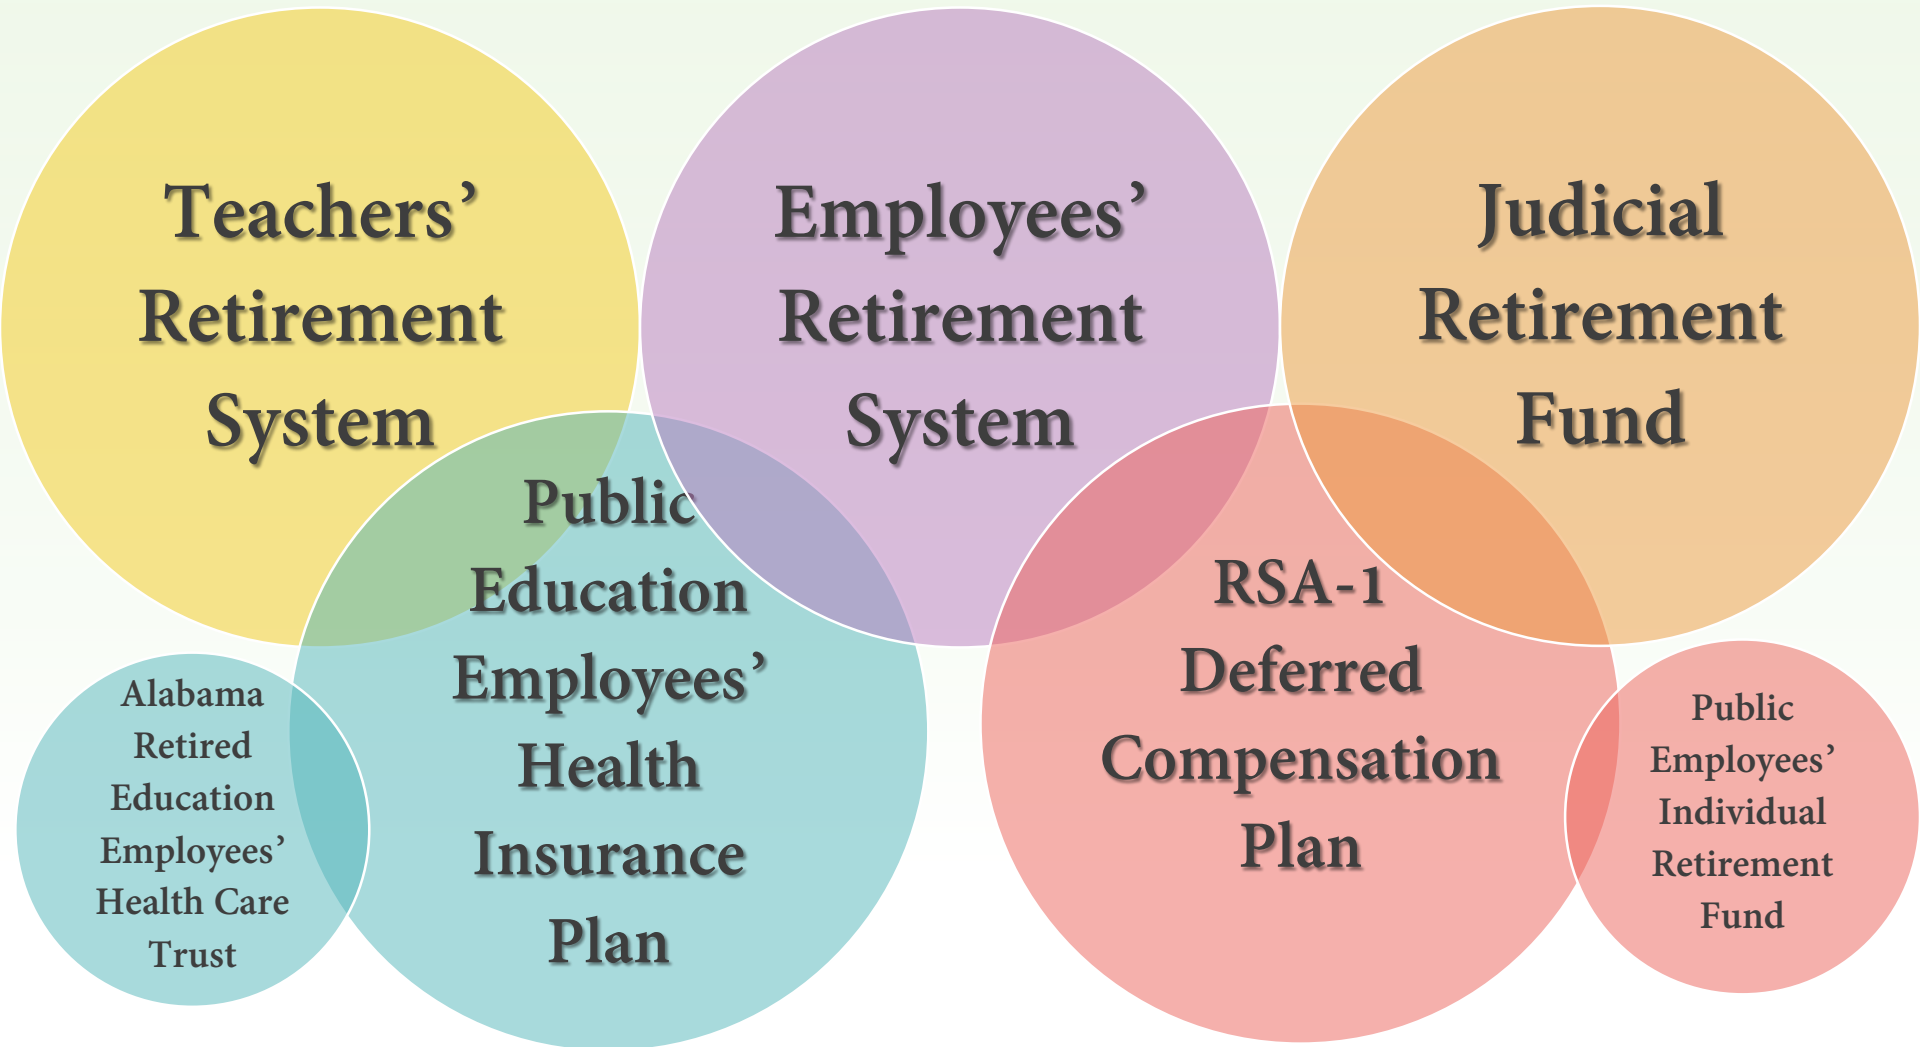 Teachers’
Retirement
System
Employees’
Retirement
System
Judicial
Retirement
Fund
Public
Education
Employees’
Health
Insurance
Plan
RSA-1
Deferred
Compensation
Plan
Alabama
Retired
Education
Employees’
Health Care
Trust
Public
Employees’
Individual
Retirement
Fund